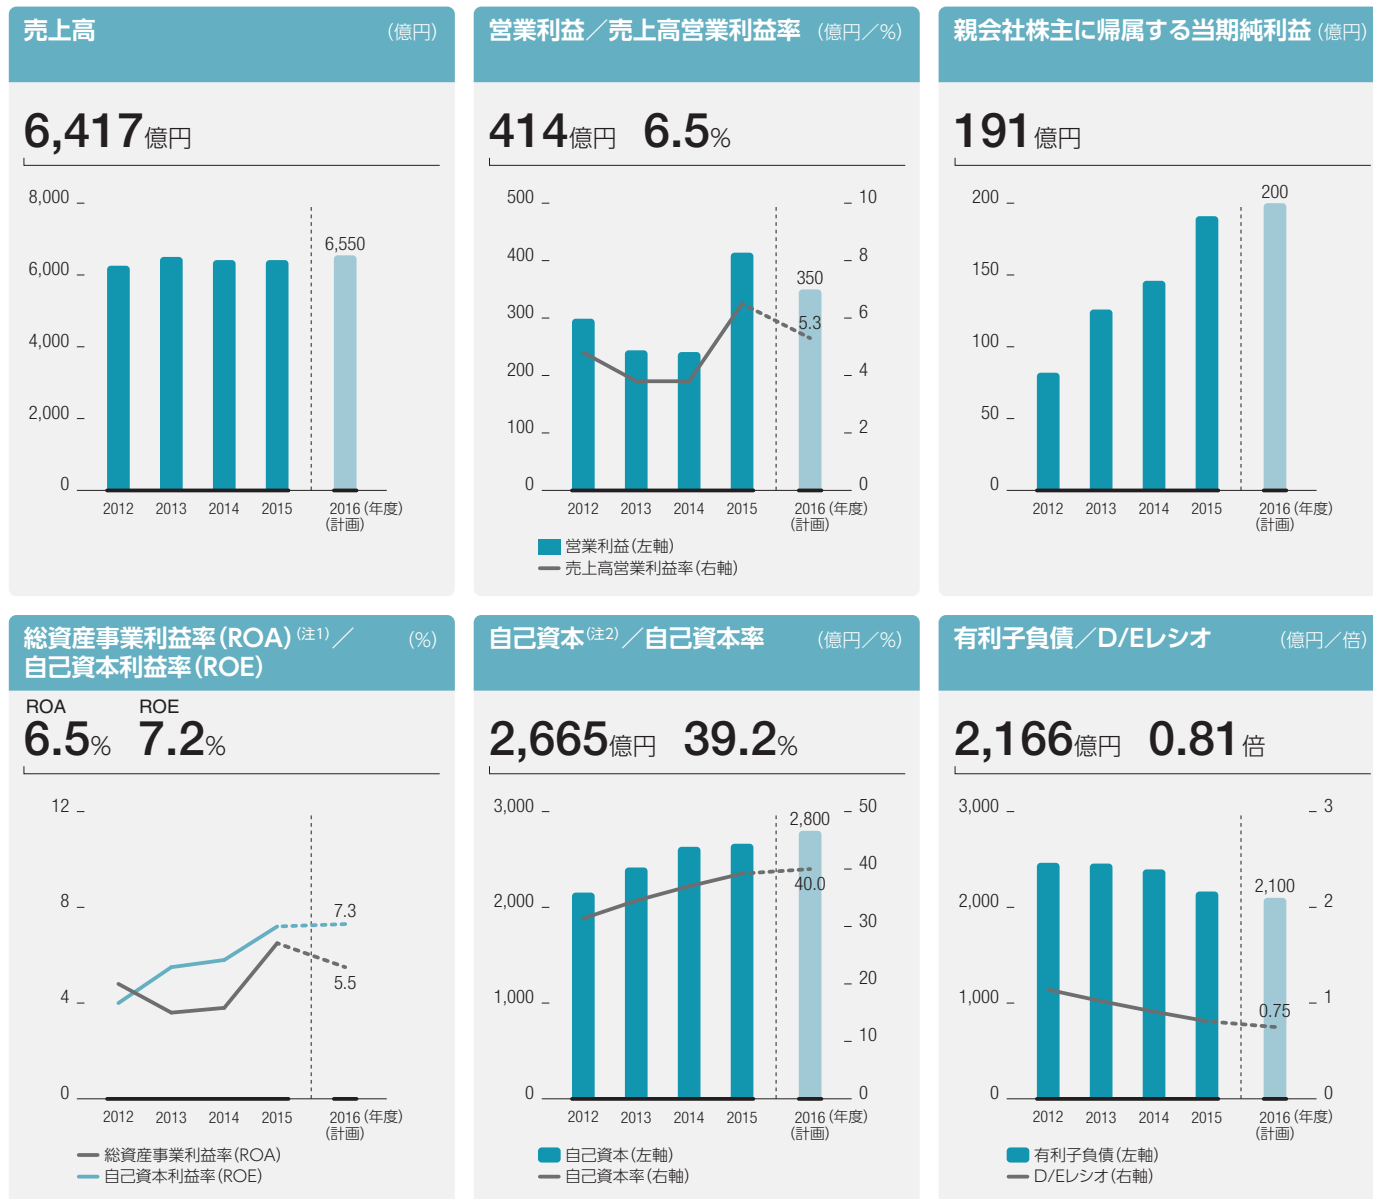 売上高 (億円)
6,417億円
8,000
6,000
4,000
2,000
0
6,550
2012 2013 2014 2015 2016 (年度)
(計画)
営業利益／売上高営業利益率 (億円／%)
414億円 6.5%
500 10
400 8
300 6
200 4
100 2
0 0
350
5.3
2012 2013 2014 2015 2016 (年度)
(計画)
営業利益(左軸)
売上高営業利益率(右軸)
親会社株主に帰属する当期純利益 (億円)
191億円
200
150
100
50
0
200
2012 2013 2014 2015 2016 (年度)
(計画)
総資産事業利益率(ROA)(注1)／ (%)
自己資本利益率(ROE)
ROA ROE
6.5% 7.2%
12
8
4
0
7.3
5.5
2012 2013 2014 2015 2016 (年度)
(計画)
総資産事業利益率(ROA)
自己資本利益率(ROE)
自己資本(注2)／自己資本率 (億円／%)
2,665億円 39.2%
3,000 50
40
2,000 30
20
1,000 10
0 0
2,800
40.0
2012 2013 2014 2015 2016 (年度)
(計画)
自己資本(左軸)
自己資本率(右軸)
有利子負債／D/Eレシオ (億円／倍)
2,166億円 0.81倍
3,000 3
2,000 2
1,000 1
0 0
2,100
0.75
2012 2013 2014 2015 2016 (年度)
(計画)
有利子負債(左軸)
D/Eレシオ(右軸)